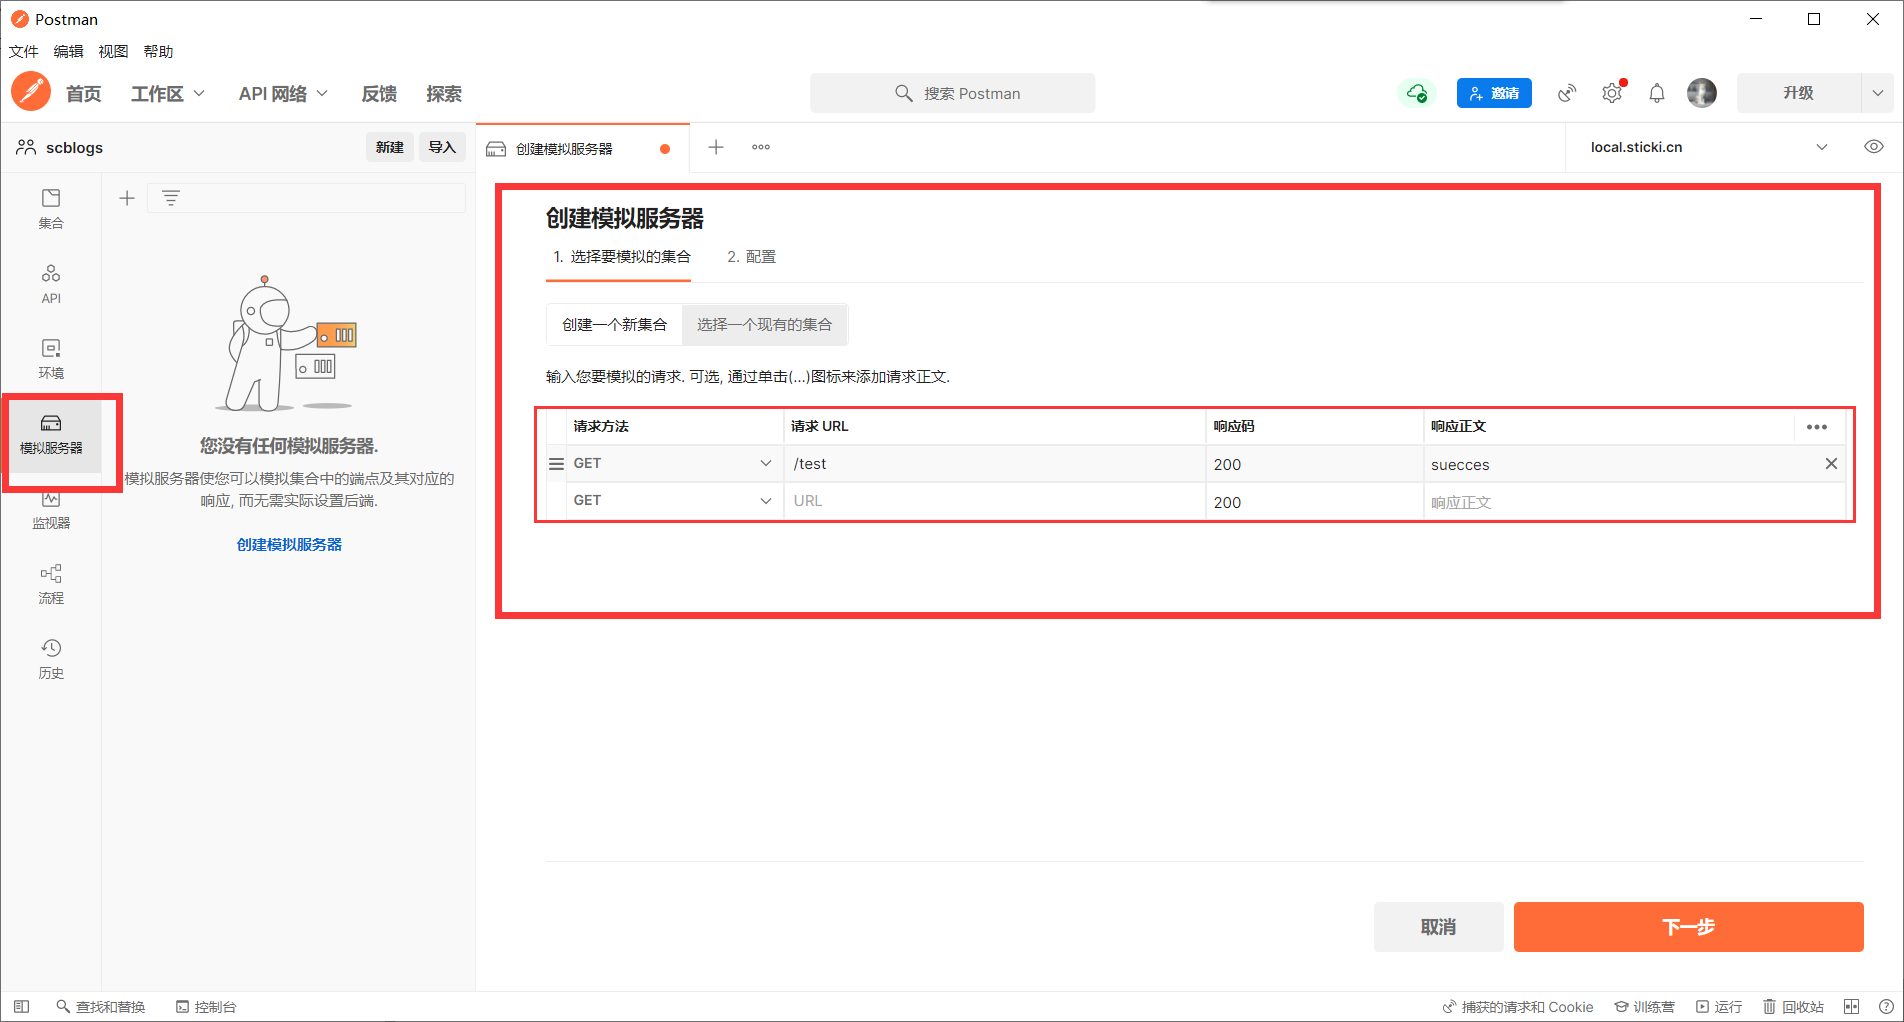 Postman
文件 编辑 视图 帮助
首页 工作区 API 网络 反馈 探索 搜索 Postman 邀请 升级
scblogs 新建 导入 创建模拟服务器 local.sticki.cn
集合
API
环境
模拟服务器
监视器
流程
历史
您没有任何模拟服务器.
模拟服务器使您可以模拟集合中的端点及其对应的
响应, 而无需实际设置后端.
创建模拟服务器
创建模拟服务器
1. 选择要模拟的集合 2. 配置
创建一个新集合 选择一个现有的集合
输入您要模拟的请求. 可选, 通过单击(...)图标来添加请求正文.
请求方法 请求 URL 响应码 响应正文
GET /test 200 suecces
GET URL 200 响应正文
取消 下一步
查找和替换 控制台 捕获的请求和 Cookie 训练营 运行 回收站